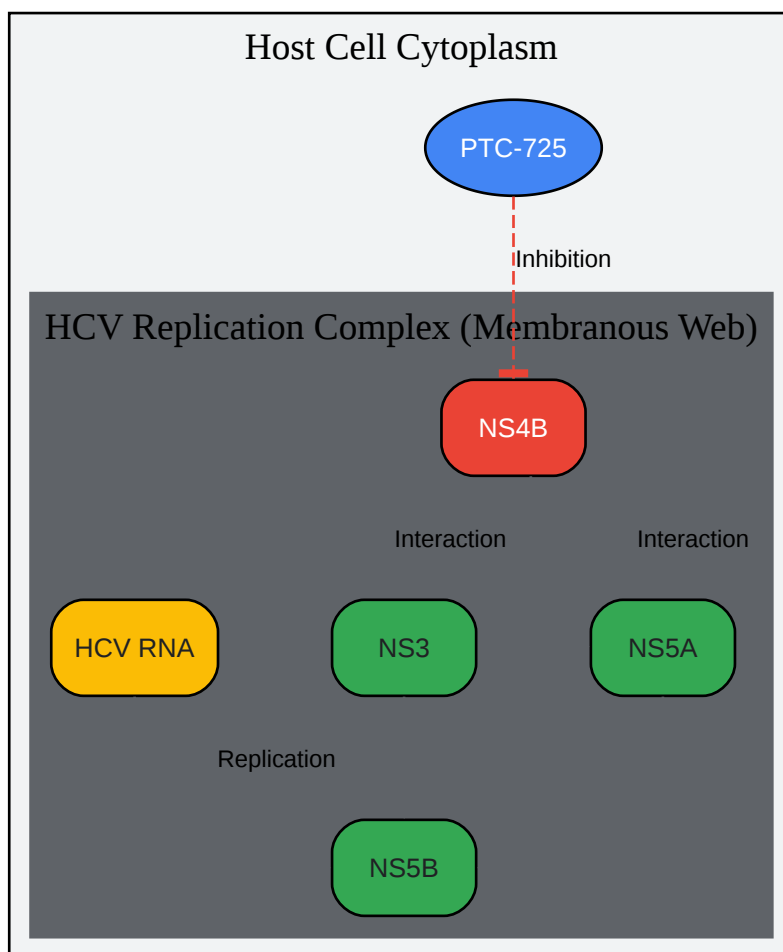 Host Cell Cytoplasm
PTC-725
Inhibition
HCV Replication Complex (Membranous Web)
NS4B
Interaction
Interaction
HCV RNA
NS3
NS5A
Replication
NS5B